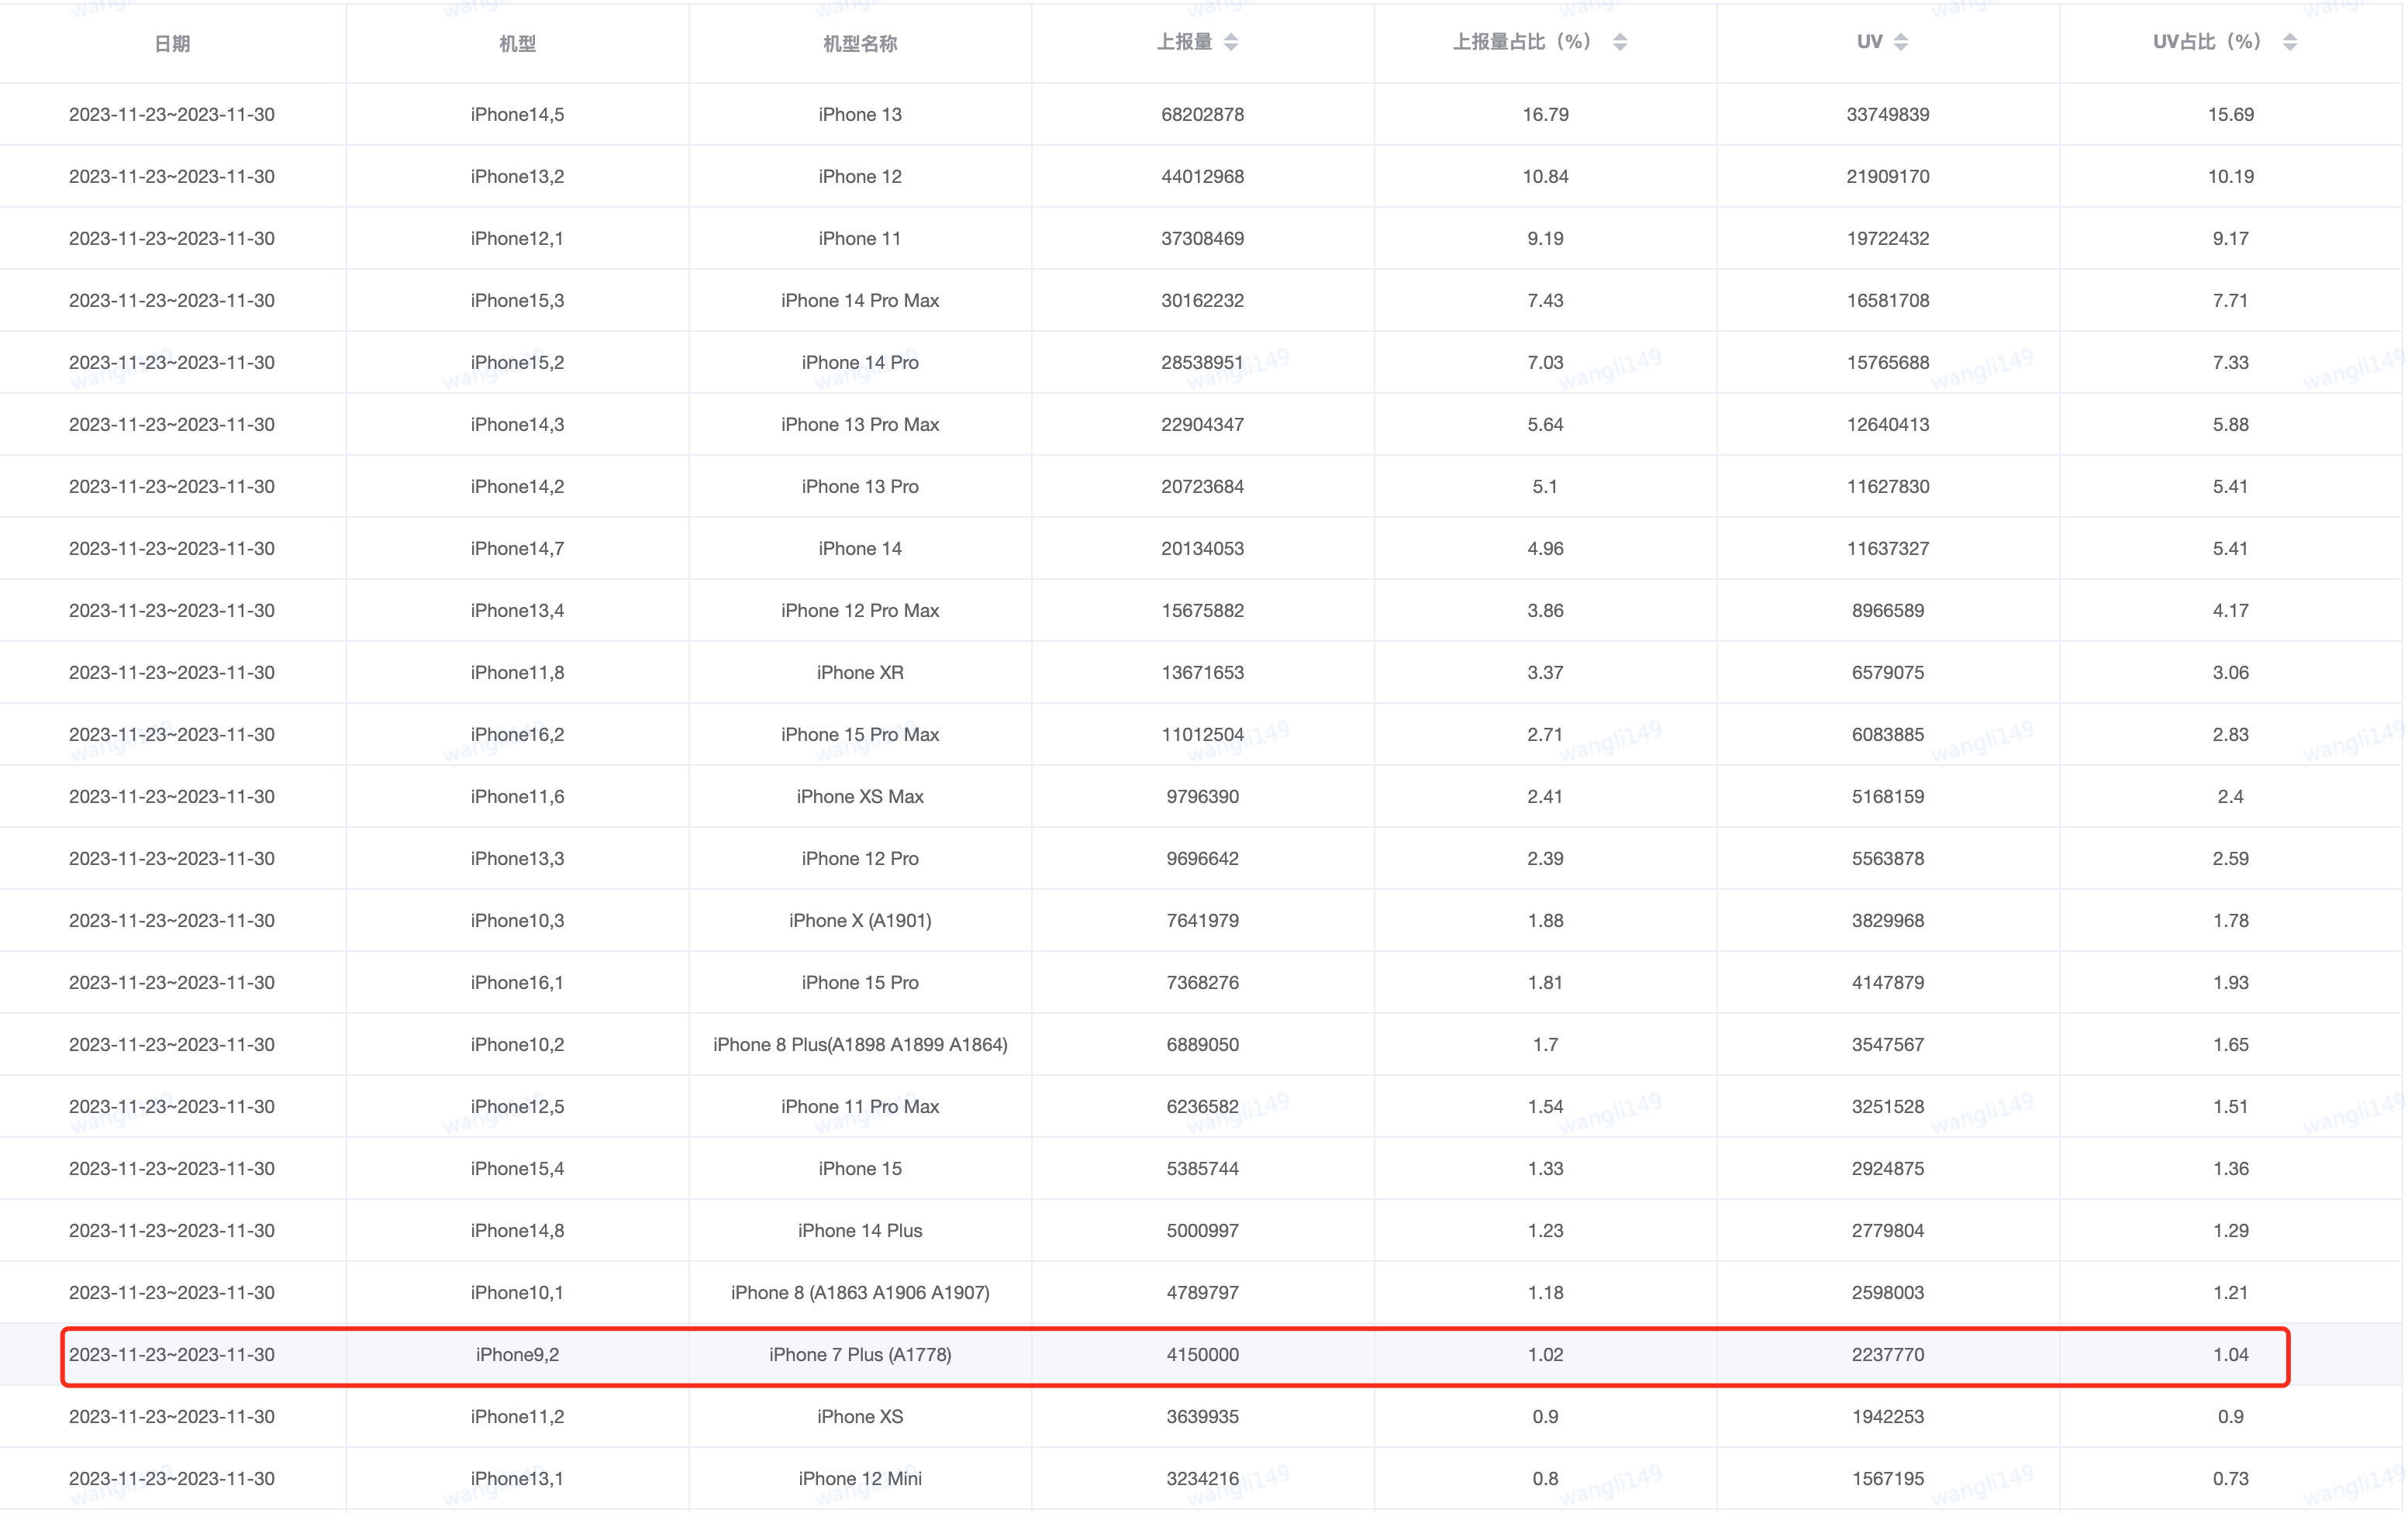 日期 机型 机型名称 上报量 上报量占比（%） UV UV占比（%）
2023-11-23~2023-11-30 iPhone14,5 iPhone 13 68202878 16.79 33749839 15.69
2023-11-23~2023-11-30 iPhone13,2 iPhone 12 44012968 10.84 21909170 10.19
2023-11-23~2023-11-30 iPhone12,1 iPhone 11 37308469 9.19 19722432 9.17
2023-11-23~2023-11-30 iPhone15,3 iPhone 14 Pro Max 30162232 7.43 16581708 7.71
2023-11-23~2023-11-30 iPhone15,2 iPhone 14 Pro 28538951 7.03 15765688 7.33
2023-11-23~2023-11-30 iPhone14,3 iPhone 13 Pro Max 22904347 5.64 12640413 5.88
2023-11-23~2023-11-30 iPhone14,2 iPhone 13 Pro 20723684 5.1 11627830 5.41
2023-11-23~2023-11-30 iPhone14,7 iPhone 14 20134053 4.96 11637327 5.41
2023-11-23~2023-11-30 iPhone13,4 iPhone 12 Pro Max 15675882 3.86 8966589 4.17
2023-11-23~2023-11-30 iPhone11,8 iPhone XR 13671653 3.37 6579075 3.06
2023-11-23~2023-11-30 iPhone16,2 iPhone 15 Pro Max 11012504 2.71 6083885 2.83
2023-11-23~2023-11-30 iPhone11,6 iPhone XS Max 9796390 2.41 5168159 2.4
2023-11-23~2023-11-30 iPhone13,3 iPhone 12 Pro 9696642 2.39 5563878 2.59
2023-11-23~2023-11-30 iPhone10,3 iPhone X (A1901) 7641979 1.88 3829968 1.78
2023-11-23~2023-11-30 iPhone16,1 iPhone 15 Pro 7368276 1.81 4147879 1.93
2023-11-23~2023-11-30 iPhone10,2 iPhone 8 Plus(A1898 A1899 A1864) 6889050 1.7 3547567 1.65
2023-11-23~2023-11-30 iPhone12,5 iPhone 11 Pro Max 6236582 1.54 3251528 1.51
2023-11-23~2023-11-30 iPhone15,4 iPhone 15 5385744 1.33 2924875 1.36
2023-11-23~2023-11-30 iPhone14,8 iPhone 14 Plus 5000997 1.23 2779804 1.29
2023-11-23~2023-11-30 iPhone10,1 iPhone 8 (A1863 A1906 A1907) 4789797 1.18 2598003 1.21
2023-11-23~2023-11-30 iPhone9,2 iPhone 7 Plus (A1778) 4150000 1.02 2237770 1.04
2023-11-23~2023-11-30 iPhone11,2 iPhone XS 3639935 0.9 1942253 0.9
2023-11-23~2023-11-30 iPhone13,1 iPhone 12 Mini 3234216 0.8 1567195 0.73
wangli149